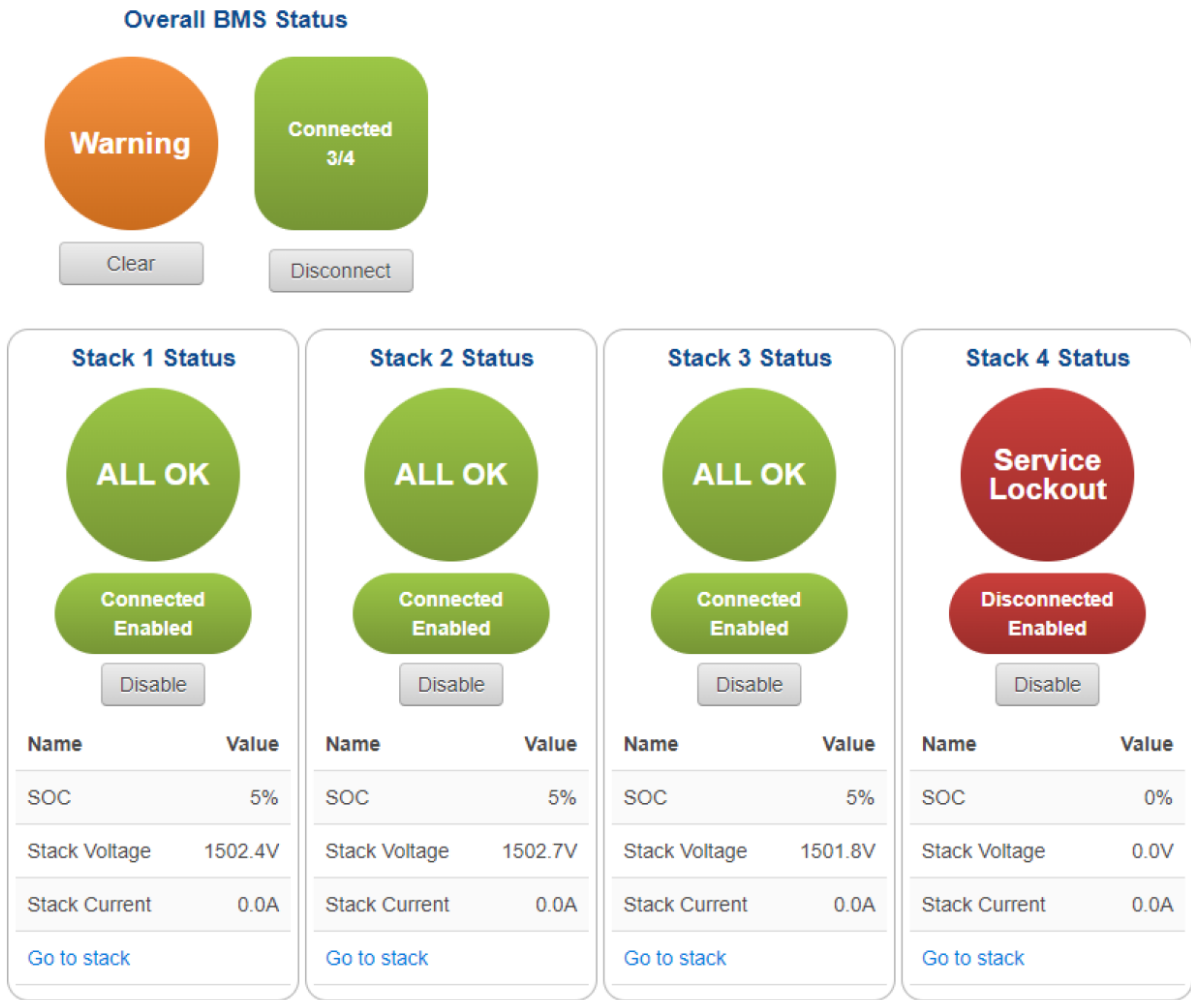 Overall BMS Status
Warning
Connected
3/4
Clear
Disconnect
Stack 1 Status
ALL OK
Connected
Enabled
Disable
Name Value
SOC 5%
Stack Voltage 1502.4V
Stack Current 0.0A
Go to stack
Stack 2 Status
ALL OK
Connected
Enabled
Disable
Name Value
SOC 5%
Stack Voltage 1502.7V
Stack Current 0.0A
Go to stack
Stack 3 Status
ALL OK
Connected
Enabled
Disable
Name Value
SOC 5%
Stack Voltage 1501.8V
Stack Current 0.0A
Go to stack
Stack 4 Status
Service
Lockout
Disconnected
Enabled
Disable
Name Value
SOC 0%
Stack Voltage 0.0V
Stack Current 0.0A
Go to stack